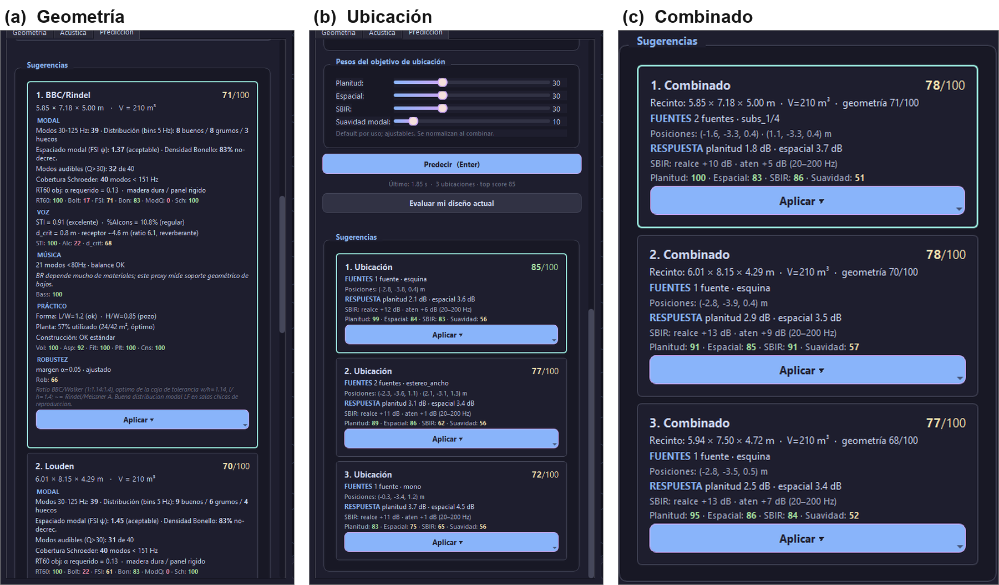 (a) Geometría
Geometría Acústica Predicción
Sugerencias
1. BBC/Rindel 71/100
5.85 × 7.18 × 5.00 m · V = 210 m³
MODAL
Modos 30-125 Hz: 39 · Distribución (bins 5 Hz): 8 buenos / 8 grumos / 3
huecos
Espaciado modal (FSI ψ): 1.37 (aceptable) · Densidad Bonello: 83% no-
decrec.
Modos audibles (Q>30): 32 de 40
Cobertura Schroeder: 40 modos < 151 Hz
RT60 obj: α requerido = 0.13 · madera dura / panel rigido
RT60: 100 · Bolt: 17 · FSI: 71 · Bon: 83 · ModQ: 0 · Sch: 100
VOZ
STI = 0.91 (excelente) · %Alcons = 10.8% (regular)
d_crit = 0.8 m · receptor ~4.6 m (ratio 6.1, reverberante)
STI: 100 · Alc: 22 · d_crit: 68
MÚSICA
21 modos <80Hz · balance OK
BR depende mucho de materiales; este proxy mide soporte geométrico de
bajos.
Bass: 100
PRÁCTICO
Forma: L/W=1.2 (ok) · H/W=0.85 (pozo)
Planta: 57% utilizado (24/42 m², óptimo)
Construcción: OK estándar
Vol: 100 · Asp: 92 · Fit: 100 · Plt: 100 · Cns: 100
ROBUSTEZ
margen α=0.05 · ajustado
Rob: 66
Ratio BBC/Walker (1:1.14:1.4), optimo de la caja de tolerancia w/h=1.14, l/
h=1.4; ~= Rindel/Meissner A. Buena distribucion modal LF en salas chicas de
reproduccion.
Aplicar ▾
2. Louden 70/100
6.01 × 8.15 × 4.29 m · V = 210 m³
MODAL
Modos 30-125 Hz: 39 · Distribución (bins 5 Hz): 9 buenos / 6 grumos / 4
huecos
Espaciado modal (FSI ψ): 1.45 (aceptable) · Densidad Bonello: 83% no-
decrec.
Modos audibles (Q>30): 31 de 40
Cobertura Schroeder: 40 modos < 151 Hz
RT60 obj: α requerido = 0.13 · madera dura / panel rigido
RT60: 100 · Bolt: 22 · FSI: 61 · Bon: 83 · ModQ: 0 · Sch: 100
(b) Ubicación
Geometría Acústica Predicción
Pesos del objetivo de ubicación
Planitud: 30
Espacial: 30
SBIR: 30
Suavidad modal: 10
Default por uso; ajustables. Se normalizan al combinar.
Predecir (Enter)
Último: 1.85 s · 3 ubicaciones · top score 85
Evaluar mi diseño actual
Sugerencias
1. Ubicación 85/100
FUENTES 1 fuente · esquina
Posiciones: (-2.8, -3.8, 0.4) m
RESPUESTA planitud 2.1 dB · espacial 3.6 dB
SBIR: realce +12 dB · aten +6 dB (20–200 Hz)
Planitud: 99 · Espacial: 84 · SBIR: 83 · Suavidad: 56
Aplicar ▾
2. Ubicación 77/100
FUENTES 2 fuentes · estereo_ancho
Posiciones: (-2.3, -3.6, 1.1) · (2.1, -3.1, 1.3) m
RESPUESTA planitud 3.1 dB · espacial 3.4 dB
SBIR: realce +11 dB · aten +1 dB (20–200 Hz)
Planitud: 89 · Espacial: 86 · SBIR: 62 · Suavidad: 56
Aplicar ▾
3. Ubicación 72/100
FUENTES 1 fuente · mono
Posiciones: (-0.3, -3.4, 1.2) m
RESPUESTA planitud 3.7 dB · espacial 4.5 dB
SBIR: realce +11 dB · aten +1 dB (20–200 Hz)
Planitud: 83 · Espacial: 75 · SBIR: 65 · Suavidad: 56
Aplicar ▾
(c) Combinado
Sugerencias
1. Combinado 78/100
Recinto: 5.85 × 7.18 × 5.00 m · V=210 m³ · geometría 71/100
FUENTES 2 fuentes · subs_1/4
Posiciones: (-1.6, -3.3, 0.4) · (1.1, -3.3, 0.4) m
RESPUESTA planitud 1.8 dB · espacial 3.7 dB
SBIR: realce +10 dB · aten +5 dB (20–200 Hz)
Planitud: 100 · Espacial: 83 · SBIR: 86 · Suavidad: 51
Aplicar ▾
2. Combinado 78/100
Recinto: 6.01 × 8.15 × 4.29 m · V=210 m³ · geometría 70/100
FUENTES 1 fuente · esquina
Posiciones: (-2.8, -3.9, 0.4) m
RESPUESTA planitud 2.9 dB · espacial 3.5 dB
SBIR: realce +13 dB · aten +9 dB (20–200 Hz)
Planitud: 91 · Espacial: 85 · SBIR: 91 · Suavidad: 57
Aplicar ▾
3. Combinado 77/100
Recinto: 5.94 × 7.50 × 4.72 m · V=210 m³ · geometría 68/100
FUENTES 1 fuente · esquina
Posiciones: (-2.8, -3.5, 0.5) m
RESPUESTA planitud 2.5 dB · espacial 3.4 dB
SBIR: realce +13 dB · aten +7 dB (20–200 Hz)
Planitud: 95 · Espacial: 86 · SBIR: 84 · Suavidad: 52
Aplicar ▾